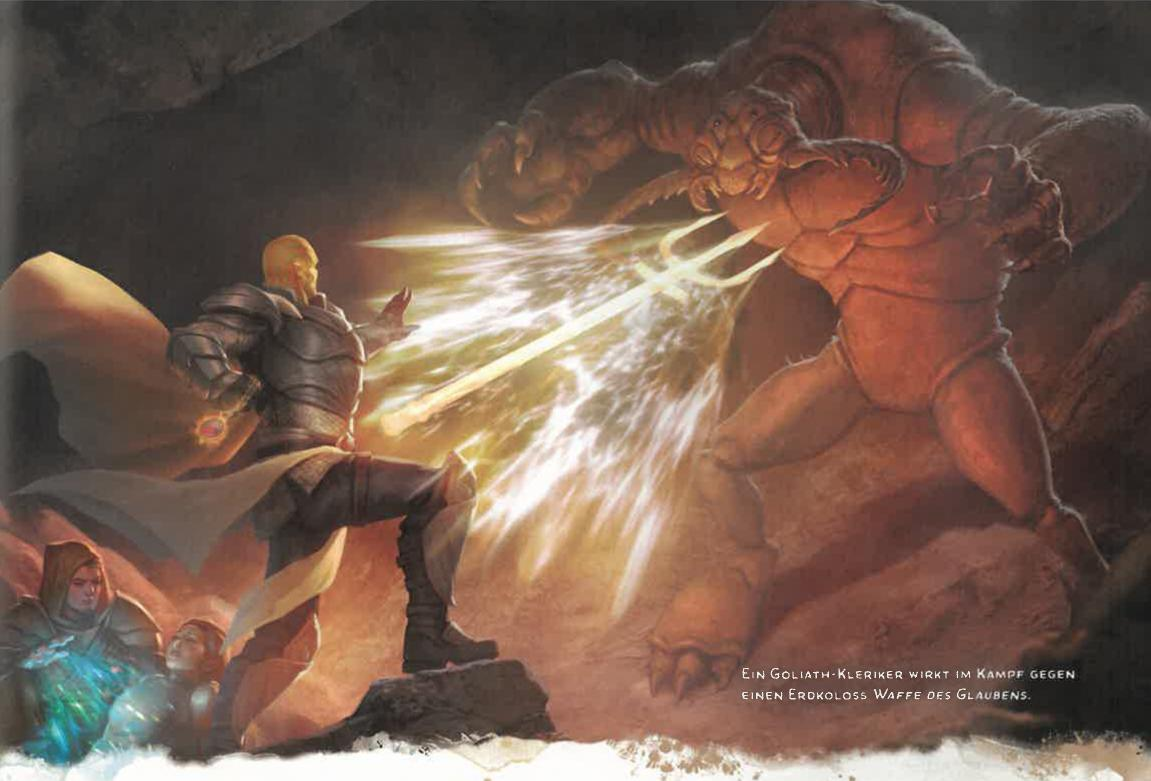 Ein Goliath-Kleriker wirkt im Kampf gegen
einen Erdkoloss Waffe des Glaubens.